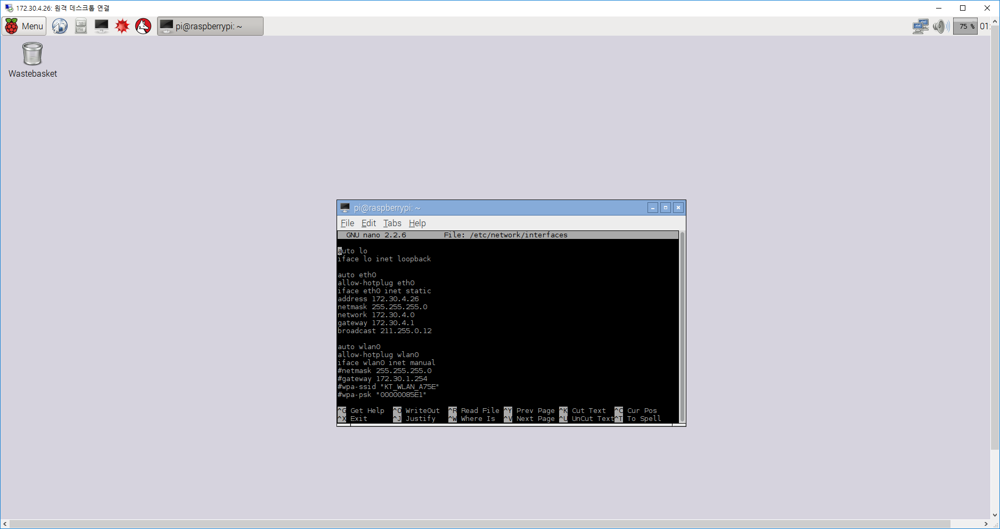 172.30.4.26: 원격 데스크톱 연결
Menu
pi@raspberrypi: ~
75 %
01:
Wastebasket
pi@raspberrypi: ~
File Edit Tabs Help
GNU nano 2.2.6 File: /etc/network/interfaces
auto lo
iface lo inet loopback
auto eth0
allow-hotplug eth0
iface eth0 inet static
address 172.30.4.26
netmask 255.255.255.0
network 172.30.4.0
gateway 172.30.4.1
broadcast 211.255.0.12
auto wlan0
allow-hotplug wlan0
iface wlan0 inet manual
#netmask 255.255.255.0
#gateway 172.30.1.254
#wpa-ssid "KT_WLAN_A75E"
#wpa-psk "00000085E1"
^G Get Help ^O WriteOut ^R Read File ^Y Prev Page ^K Cut Text ^C Cur Pos
^X Exit ^J Justify ^W Where Is ^V Next Page ^U UnCut Text ^T To Spell